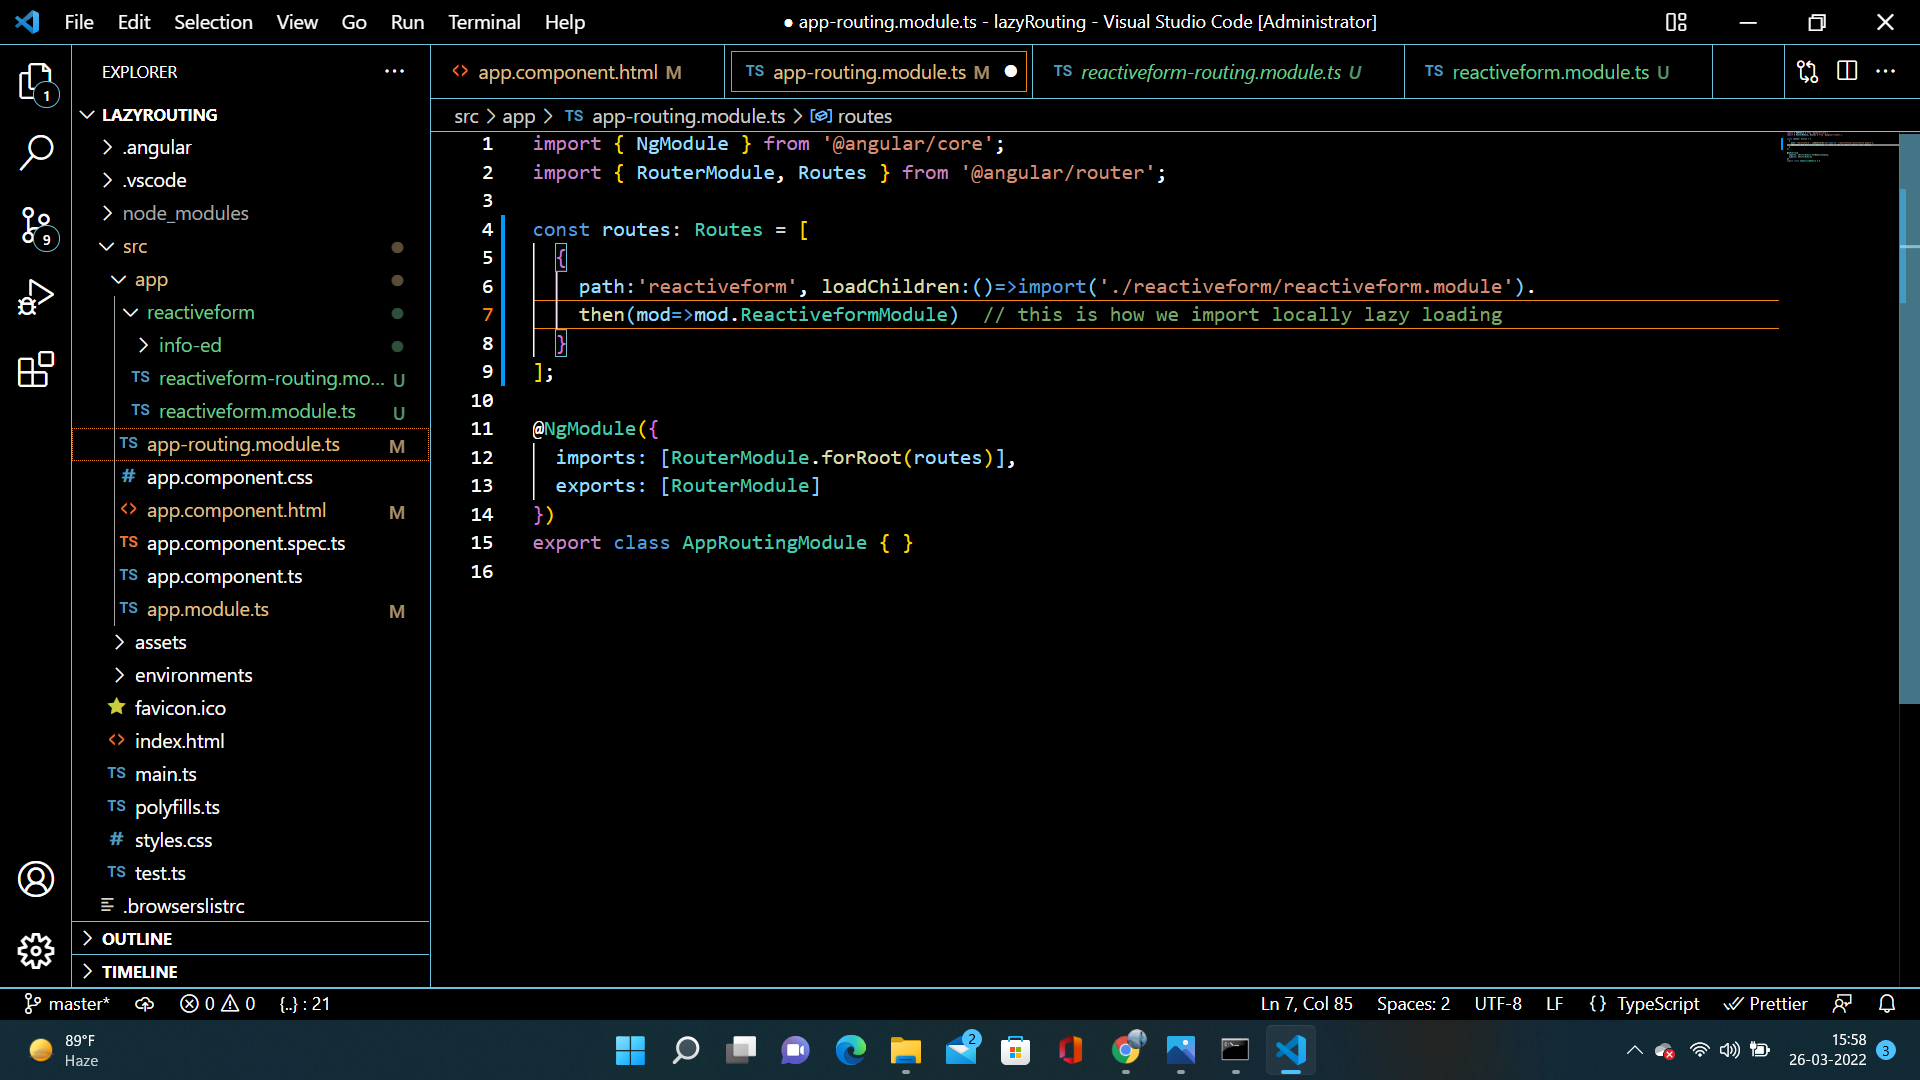 File Edit Selection View Go Run Terminal Help
● app-routing.module.ts - lazyRouting - Visual Studio Code [Administrator]
EXPLORER
LAZYROUTING
.angular
.vscode
node_modules
src
app
reactiveform
info-ed
TS reactiveform-routing.mo... U
TS reactiveform.module.ts U
TS app-routing.module.ts M
# app.component.css
<> app.component.html M
TS app.component.spec.ts
TS app.component.ts
TS app.module.ts M
assets
environments
favicon.ico
<> index.html
TS main.ts
TS polyfills.ts
# styles.css
TS test.ts
.browserslistrc
OUTLINE
TIMELINE
1
9
<> app.component.html M
TS app-routing.module.ts M
TS reactiveform-routing.module.ts U
TS reactiveform.module.ts U
src > app > TS app-routing.module.ts > routes
1 import { NgModule } from '@angular/core';
2 import { RouterModule, Routes } from '@angular/router';
3
4 const routes: Routes = [
5 {
6 path:'reactiveform', loadChildren:()=>import('./reactiveform/reactiveform.module').
7 then(mod=>mod.ReactiveformModule) // this is how we import locally lazy loading
8 }
9 ];
10
11 @NgModule({
12 imports: [RouterModule.forRoot(routes)],
13 exports: [RouterModule]
14 })
15 export class AppRoutingModule { }
16
master* 0 0 {..} : 21
Ln 7, Col 85 Spaces: 2 UTF-8 LF {} TypeScript Prettier
89°F
Haze
2
15:58
26-03-2022
3